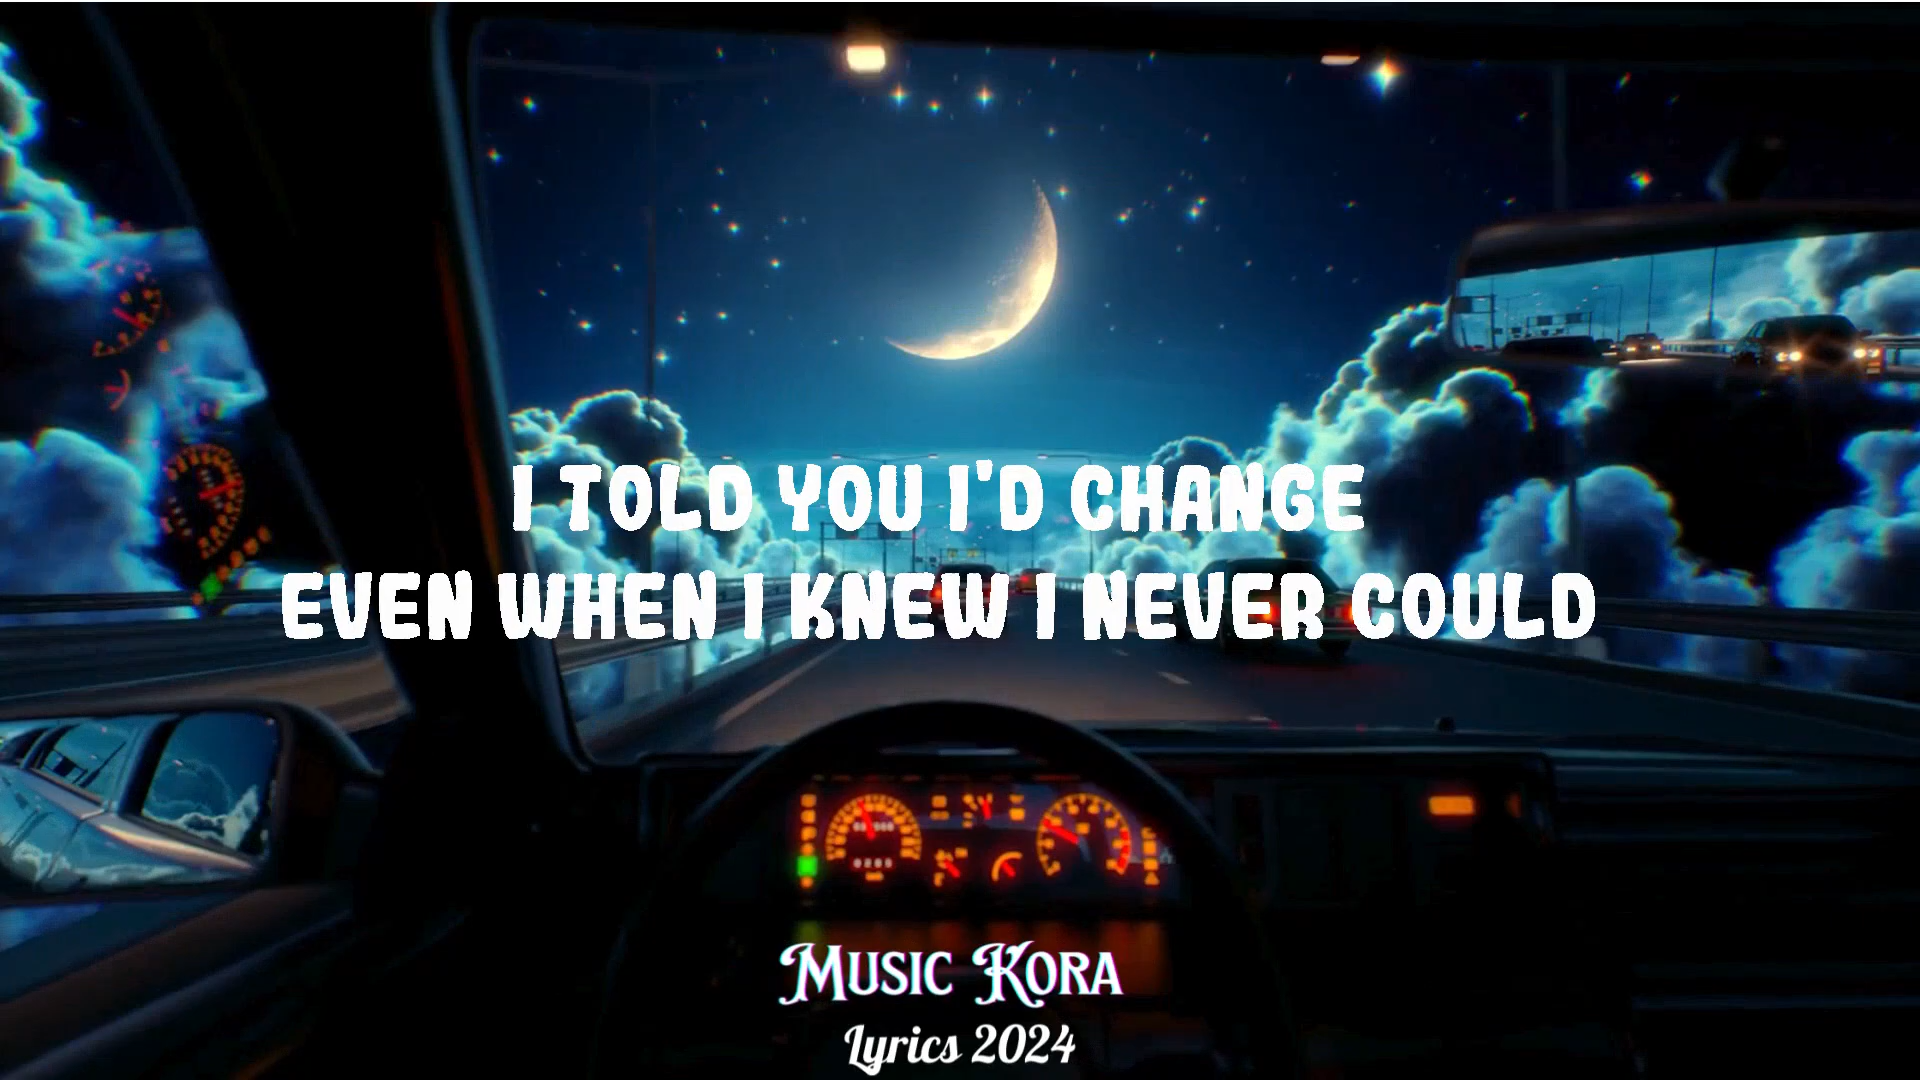 I TOLD YOU I'D CHANGE
EVEN WHEN I KNEW I NEVER COULD
Music Kora
Lyrics 2024